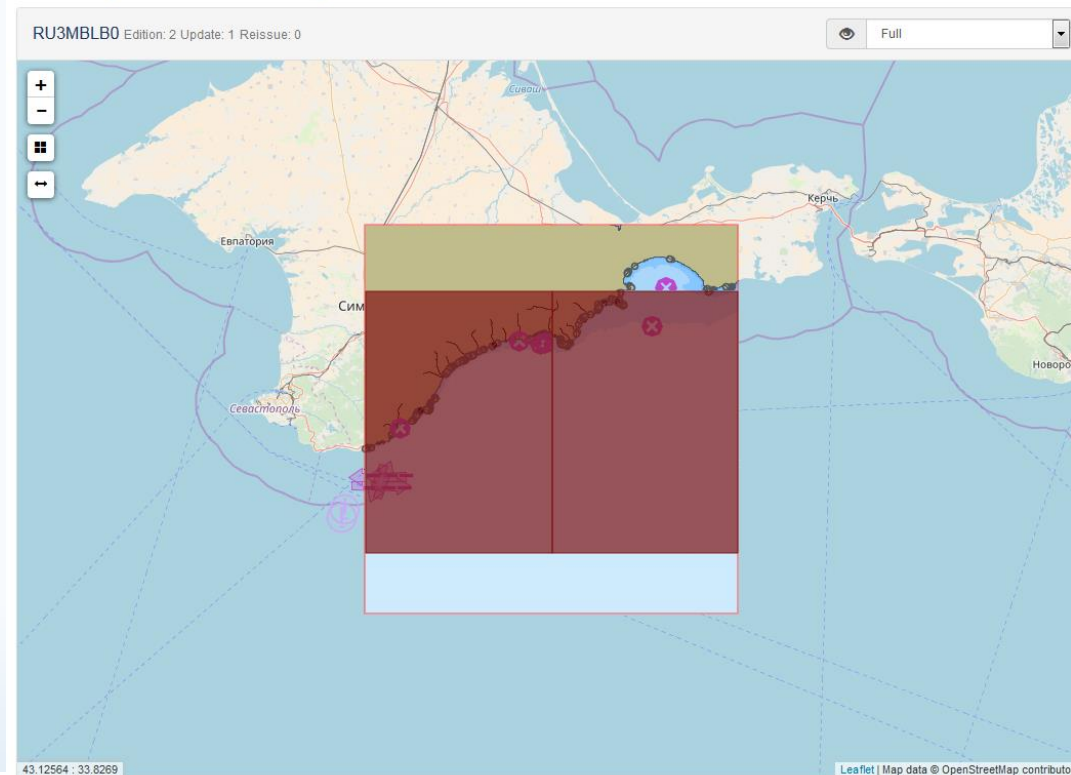 RU3MBLB0 Edition: 2 Update: 1 Reissue: 0
Full
+
−
Сиваш
Керчь
Евпатория
Сим
Новоро
Севастополь
43.12564 : 33.8269
Leaflet | Map data © OpenStreetMap contributo